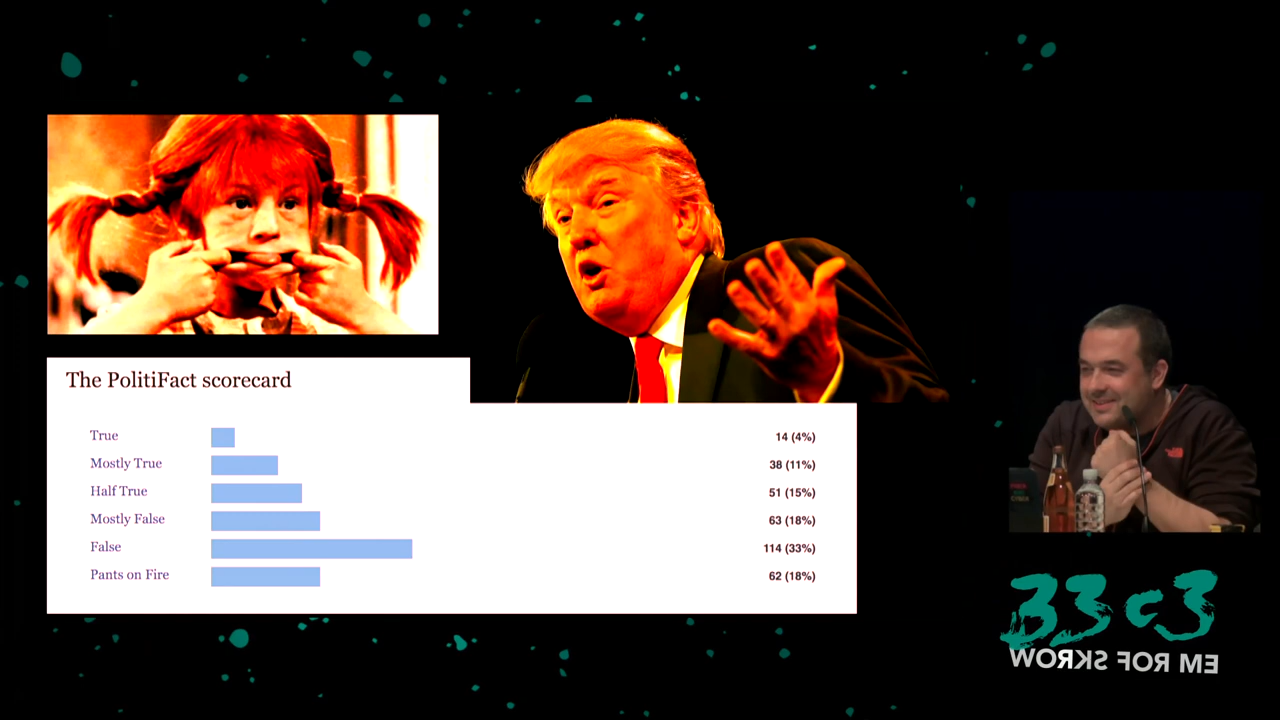 The PolitiFact scorecard
True 14 (4%)
Mostly True 38 (11%)
Half True 51 (15%)
Mostly False 63 (18%)
False 114 (33%)
Pants on Fire 62 (18%)
33c3
WORKS FOR ME